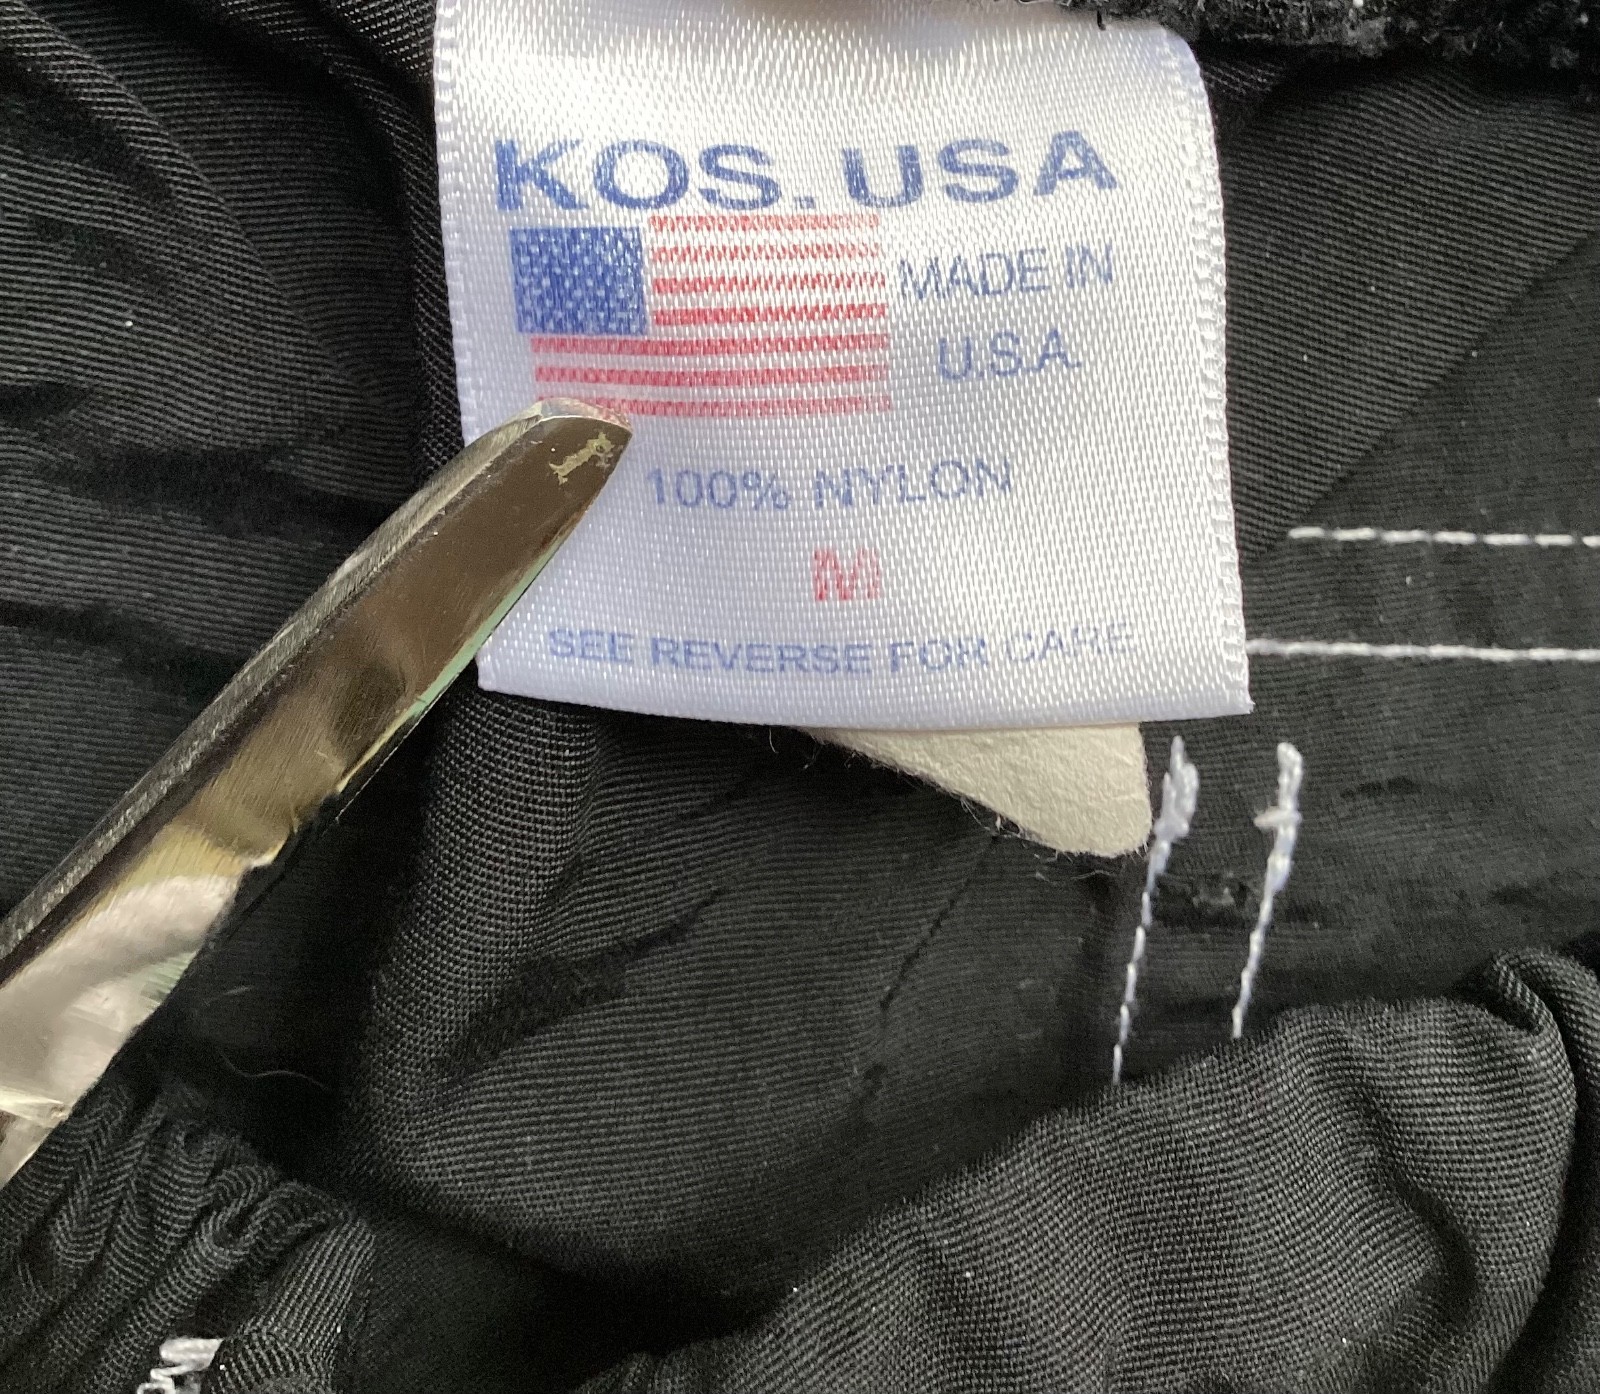 KOS. USA
MADE IN
U.S.A.
100% NYLON
M
SEE REVERSE FOR CARE